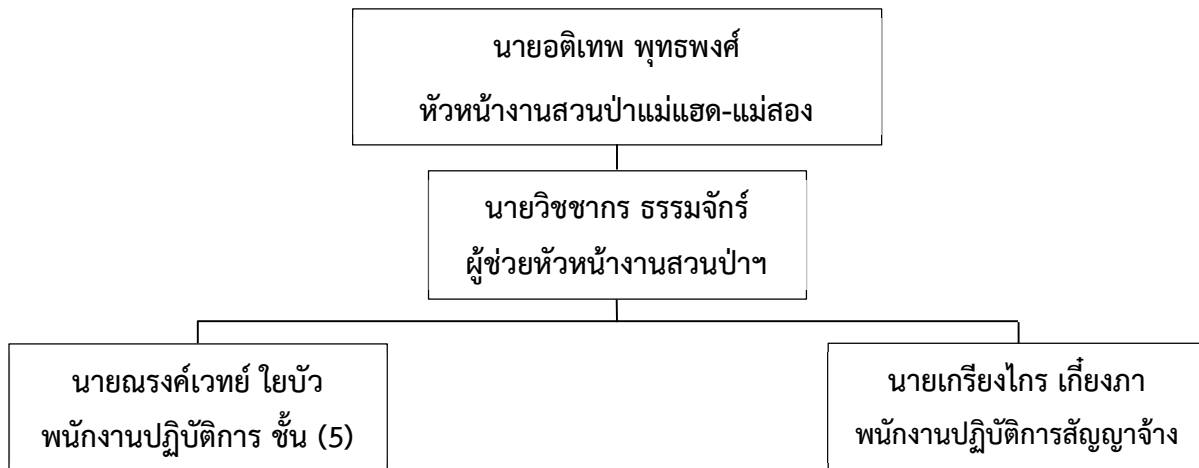 นายอติเทพ พุทธพงศ์
หัวหน้างานสวนป่าแม่แฮด-แม่สอง
นายวิชชากร ธรรมจักร์
ผู้ช่วยหัวหน้างานสวนป่าฯ
นายณรงค์เวทย์ ใยบัว
พนักงานปฏิบัติการ ชั้น (5)
นายเกรียงไกร เกี๋ยงภา
พนักงานปฏิบัติการสัญญาจ้าง